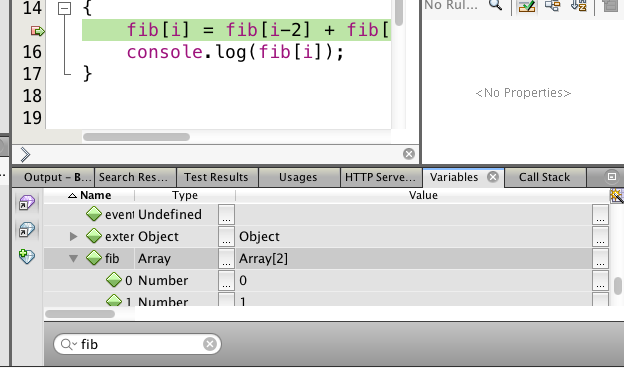 14 {
fib[i] = fib[i-2] + fib[
16 console.log(fib[i]);
17 }
18
19
No Rul...
<No Properties>
Output - B... Search Res... Test Results Usages HTTP Serve... Variables Call Stack
Name Type Value
event Undefined ... ...
exter Object ... Object ...
fib Array ... Array[2] ...
0 Number ... 0 ...
1 Number ... 1 ...
fib